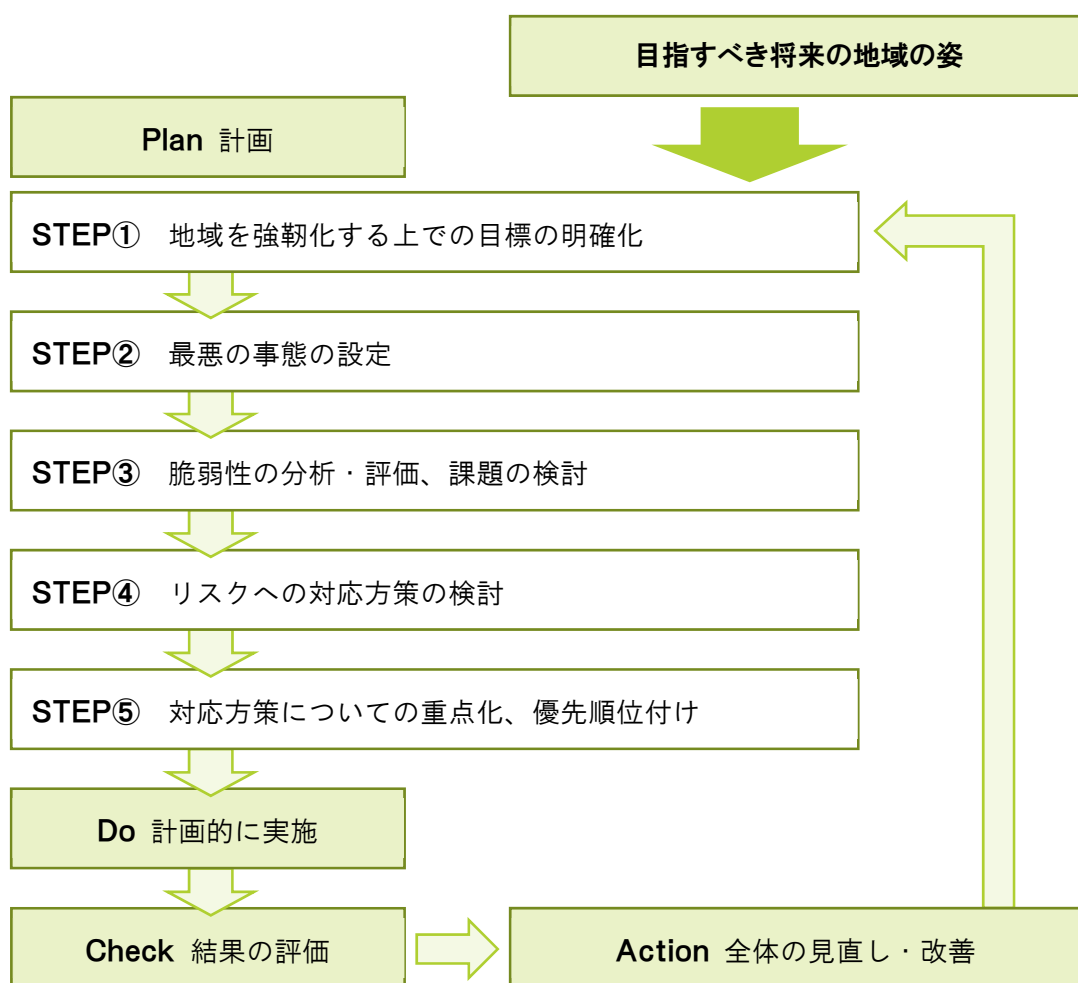 目指すべき将来の地域の姿
Plan 計画
STEP① 地域を強靭化する上での目標の明確化
STEP② 最悪の事態の設定
STEP③ 脆弱性の分析・評価、課題の検討
STEP④ リスクへの対応方策の検討
STEP⑤ 対応方策についての重点化、優先順位付け
Do 計画的に実施
Check 結果の評価
Action 全体の見直し・改善